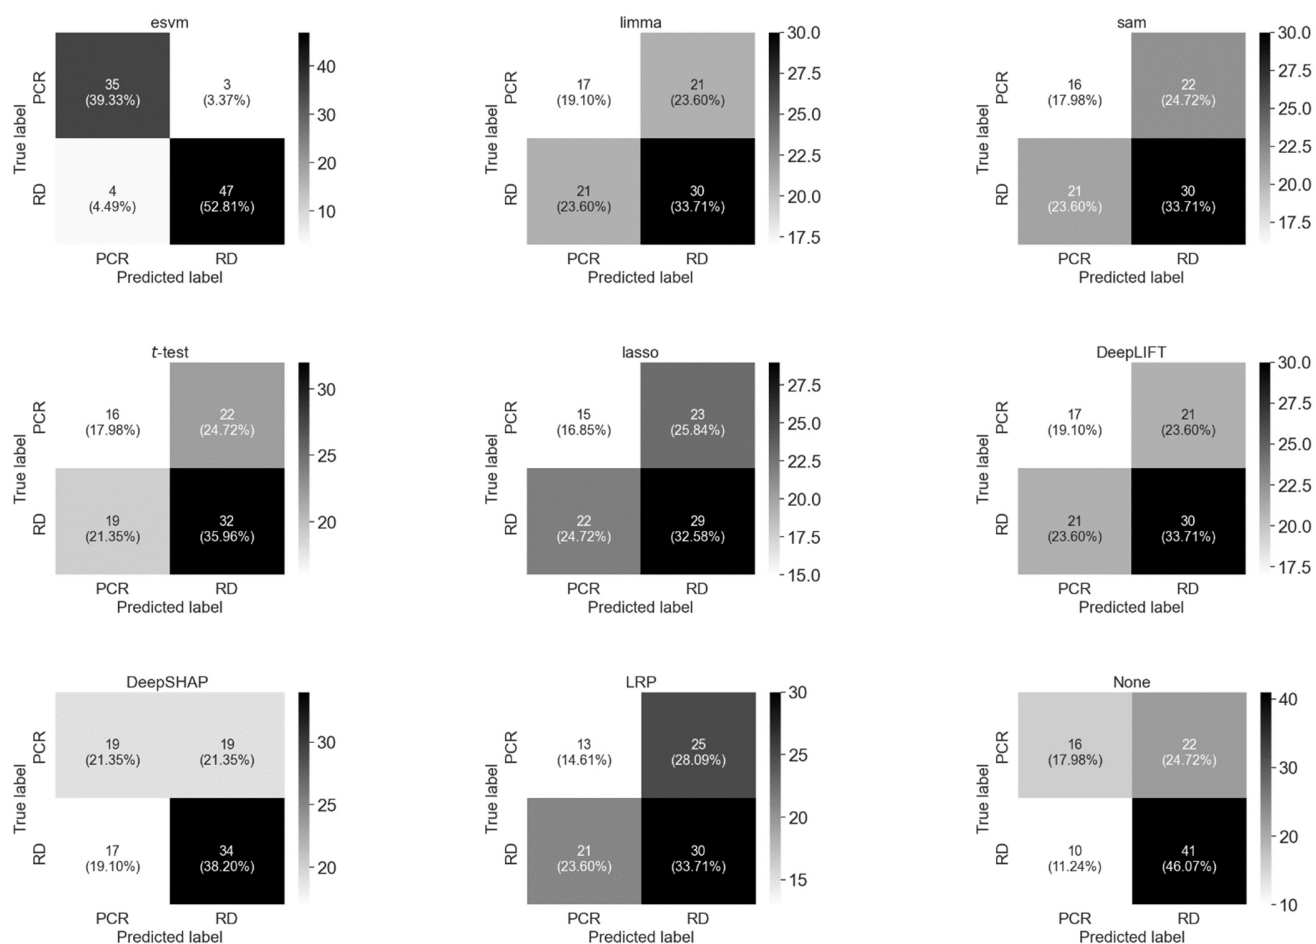 esvm
PCR
RD
True label
35
(39.33%)
3
(3.37%)
4
(4.49%)
47
(52.81%)
PCR
RD
Predicted label
40
30
20
10
limma
PCR
RD
True label
17
(19.10%)
21
(23.60%)
21
(23.60%)
30
(33.71%)
PCR
RD
Predicted label
30.0
27.5
25.0
22.5
20.0
17.5
sam
PCR
RD
True label
16
(17.98%)
22
(24.72%)
21
(23.60%)
30
(33.71%)
PCR
RD
Predicted label
30.0
27.5
25.0
22.5
20.0
17.5
t-test
PCR
RD
True label
16
(17.98%)
22
(24.72%)
19
(21.35%)
32
(35.96%)
PCR
RD
Predicted label
30
25
20
lasso
PCR
RD
True label
15
(16.85%)
23
(25.84%)
22
(24.72%)
29
(32.58%)
PCR
RD
Predicted label
27.5
25.0
22.5
20.0
17.5
15.0
DeepLIFT
PCR
RD
True label
17
(19.10%)
21
(23.60%)
21
(23.60%)
30
(33.71%)
PCR
RD
Predicted label
30.0
27.5
25.0
22.5
20.0
17.5
DeepSHAP
PCR
RD
True label
19
(21.35%)
19
(21.35%)
17
(19.10%)
34
(38.20%)
PCR
RD
Predicted label
30
25
20
LRP
PCR
RD
True label
13
(14.61%)
25
(28.09%)
21
(23.60%)
30
(33.71%)
PCR
RD
Predicted label
30
25
20
15
None
PCR
RD
True label
16
(17.98%)
22
(24.72%)
10
(11.24%)
41
(46.07%)
PCR
RD
Predicted label
40
30
20
10